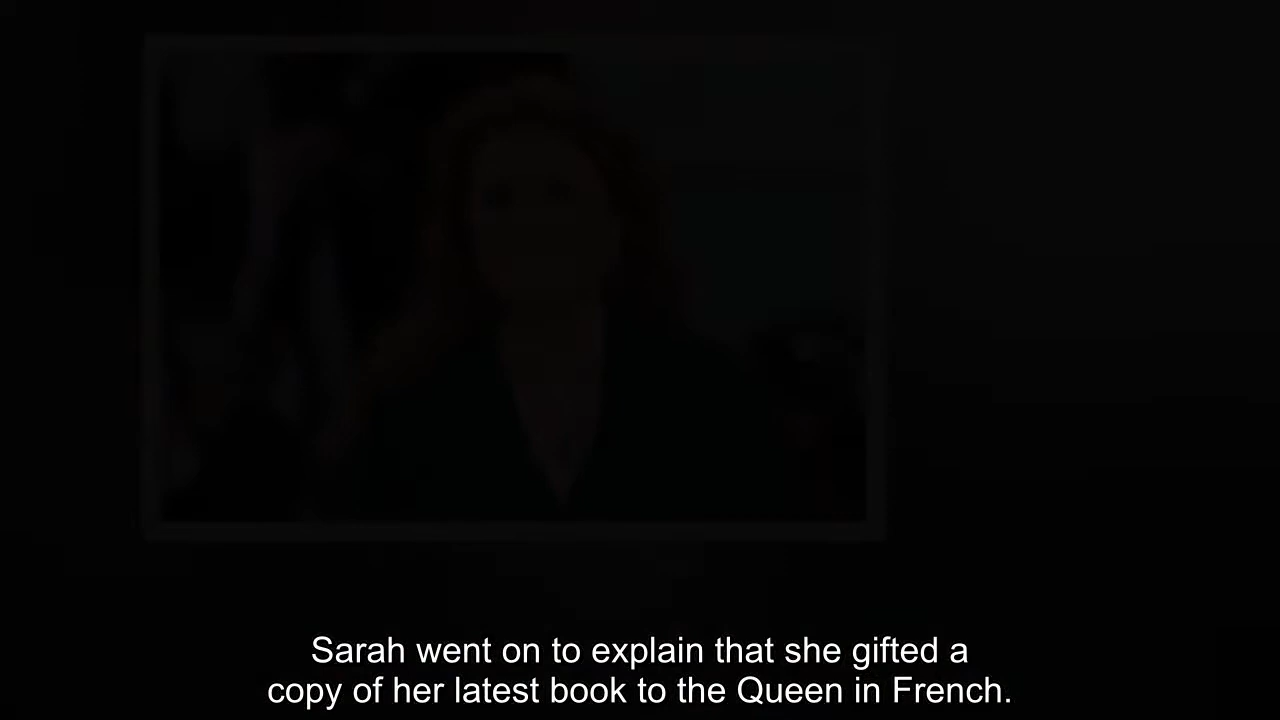 Sarah went on to explain that she gifted a
copy of her latest book to the Queen in French.